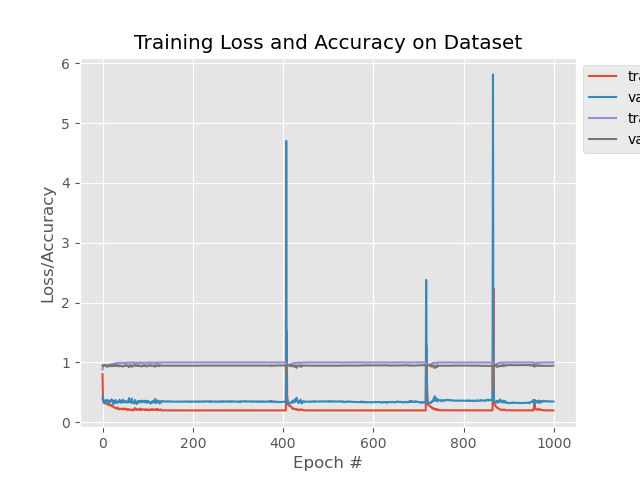 Training Loss and Accuracy on Dataset
Loss/Accuracy
6
5
4
3
2
1
0
0 200 400 600 800 1000
Epoch #
tra
va
tra
va